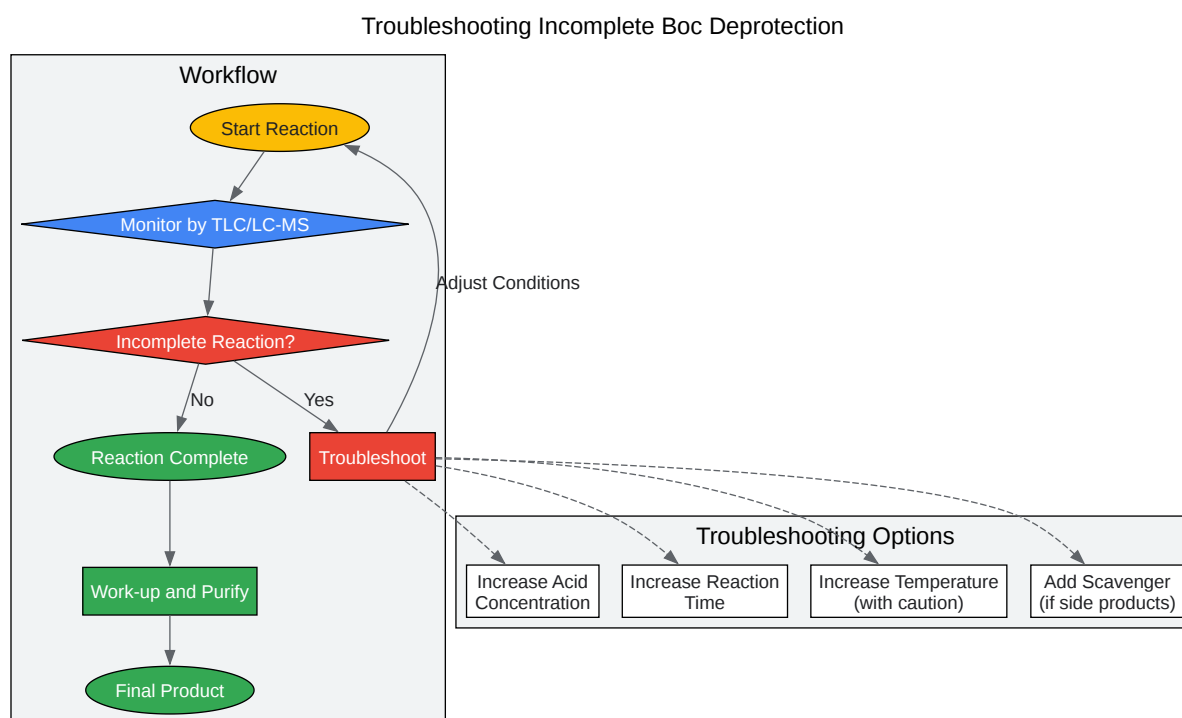 Troubleshooting Incomplete Boc Deprotection
Workflow
Start Reaction
Monitor by TLC/LC-MS
Adjust Conditions
Incomplete Reaction?
No
Yes
Reaction Complete
Troubleshoot
Troubleshooting Options
Increase Acid
Concentration
Increase Reaction
Time
Increase Temperature
(with caution)
Add Scavenger
(if side products)
Work-up and Purify
Final Product